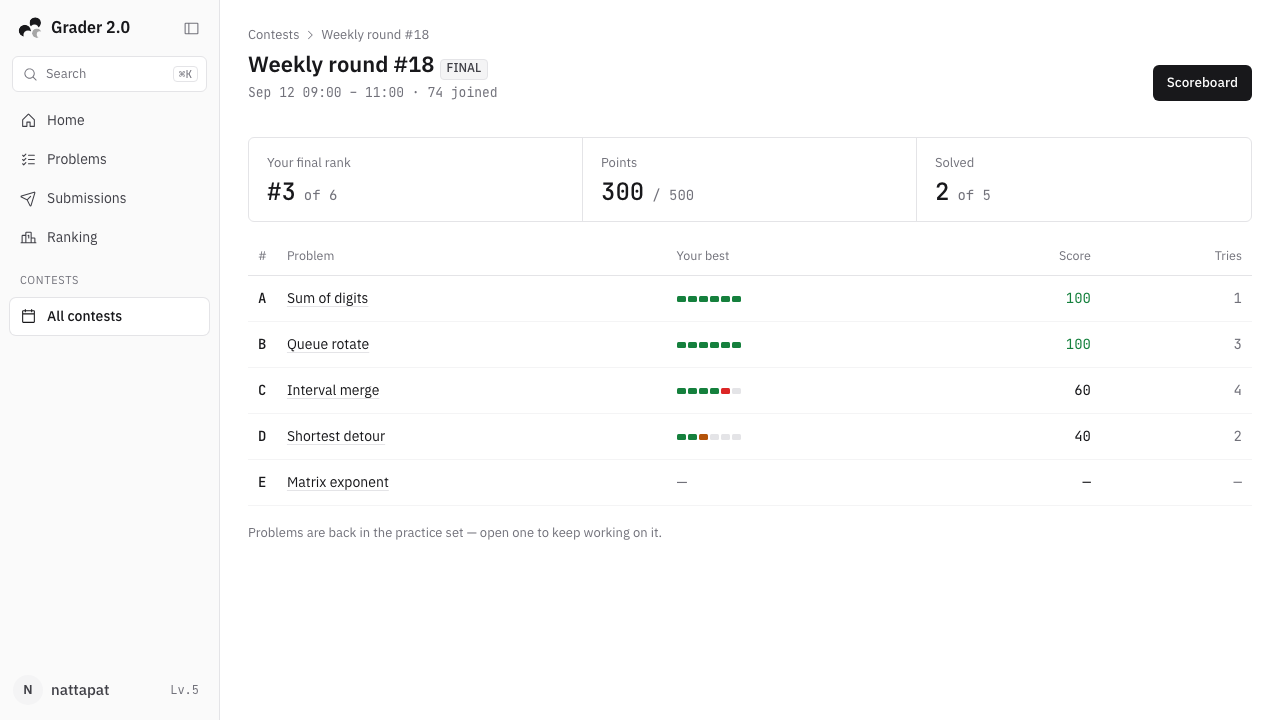 Grader 2.0
Search ⌘K
Home
Problems
Submissions
Ranking
CONTESTS
All contests
nattapat Lv.5
N
Contests > Weekly round #18
Weekly round #18 FINAL
Sep 12 09:00 – 11:00 · 74 joined
Scoreboard
Your final rank
#3 of 6
Points
300 / 500
Solved
2 of 5
# Problem Your best Score Tries
A Sum of digits 100 1
B Queue rotate 100 3
C Interval merge 60 4
D Shortest detour 40 2
E Matrix exponent — — —
Problems are back in the practice set — open one to keep working on it.